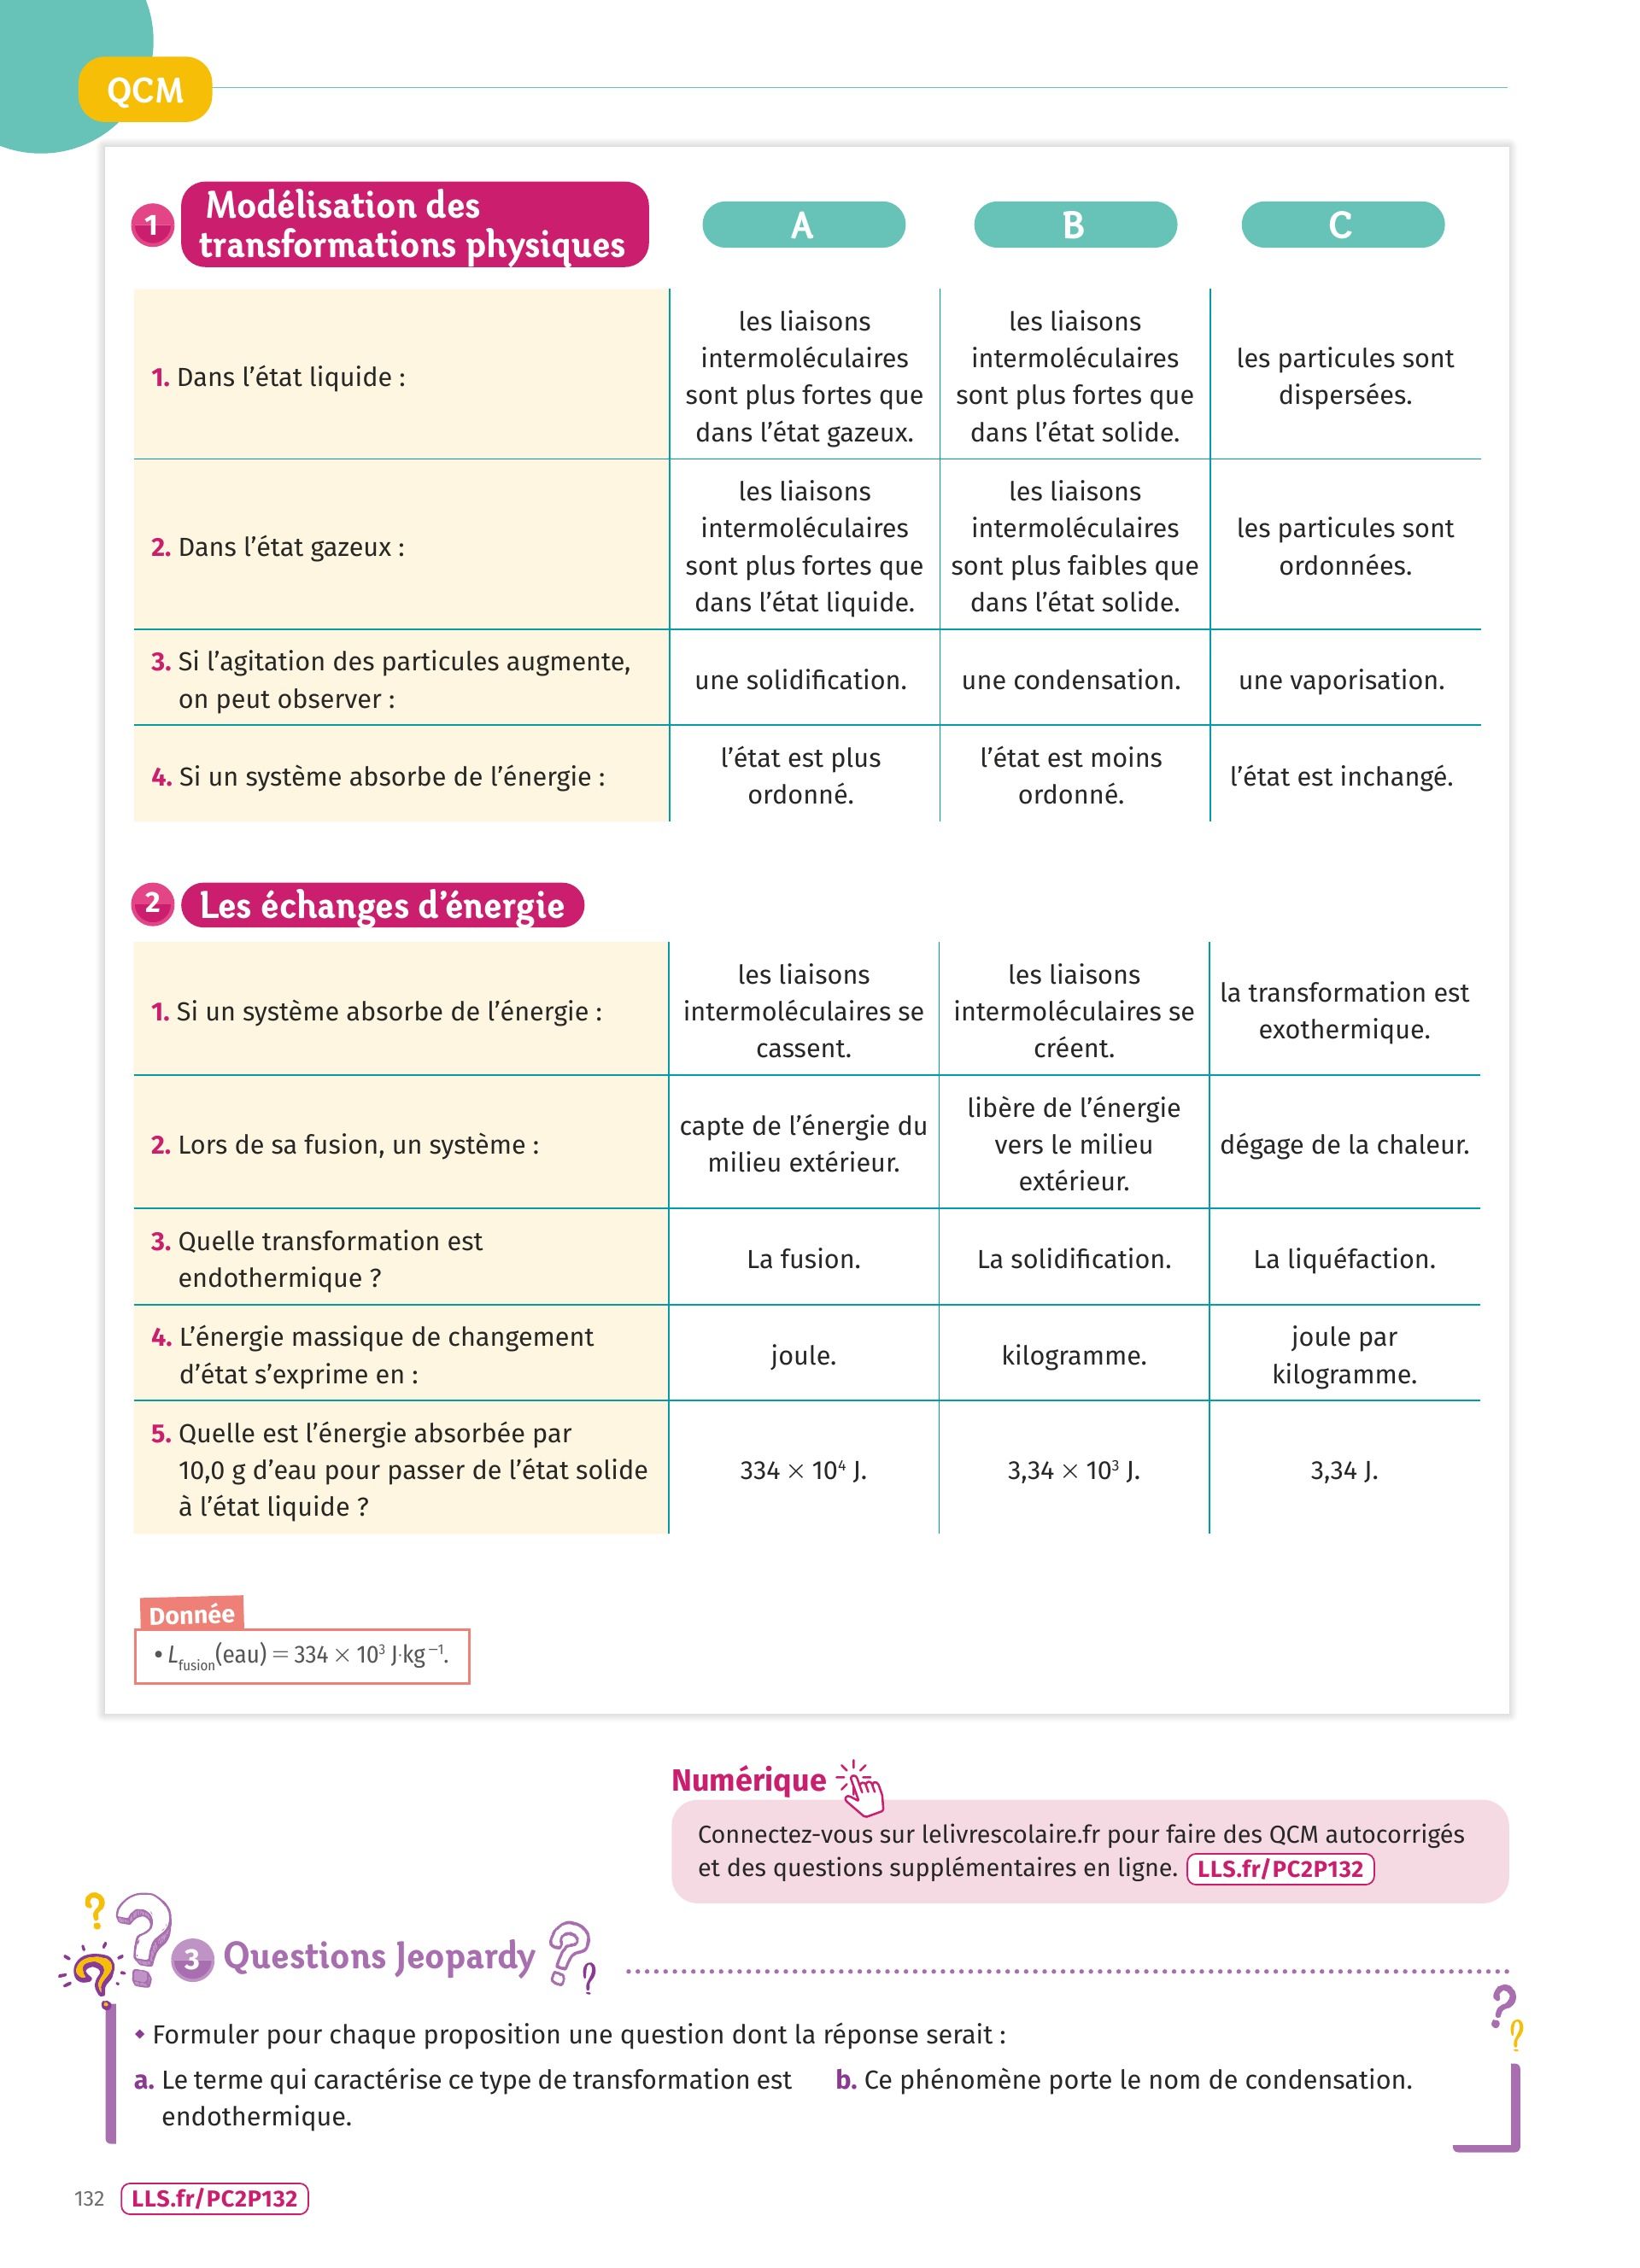 QCM
1
Modélisation des
transformations physiques
A
B
C
1. Dans l’état liquide :
les liaisons
intermoléculaires
sont plus fortes que
dans l’état gazeux.
les liaisons
intermoléculaires
sont plus fortes que
dans l’état solide.
les particules sont
dispersées.
2. Dans l’état gazeux :
les liaisons
intermoléculaires
sont plus fortes que
dans l’état liquide.
les liaisons
intermoléculaires
sont plus faibles que
dans l’état solide.
les particules sont
ordonnées.
3. Si l’agitation des particules augmente,
on peut observer :
une solidification.
une condensation.
une vaporisation.
4. Si un système absorbe de l’énergie :
l’état est plus
ordonné.
l’état est moins
ordonné.
l’état est inchangé.
2
Les échanges d’énergie
1. Si un système absorbe de l’énergie :
les liaisons
intermoléculaires se
cassent.
les liaisons
intermoléculaires se
créent.
la transformation est
exothermique.
2. Lors de sa fusion, un système :
capte de l’énergie du
milieu extérieur.
libère de l’énergie
vers le milieu
extérieur.
dégage de la chaleur.
3. Quelle transformation est
endothermique ?
La fusion.
La solidification.
La liquéfaction.
4. L’énergie massique de changement
d’état s’exprime en :
joule.
kilogramme.
joule par
kilogramme.
5. Quelle est l’énergie absorbée par
10,0 g d’eau pour passer de l’état solide
à l’état liquide ?
334 × 10⁴ J.
3,34 × 10³ J.
3,34 J.
Donnée
• L_fusion(eau) = 334 × 10³ J·kg⁻¹.
Numérique
Connectez-vous sur lelivrescolaire.fr pour faire des QCM autocorrigés
et des questions supplémentaires en ligne. LLS.fr/PC2P132
3 Questions Jeopardy
◆ Formuler pour chaque proposition une question dont la réponse serait :
a. Le terme qui caractérise ce type de transformation est
endothermique.
b. Ce phénomène porte le nom de condensation.
132 LLS.fr/PC2P132